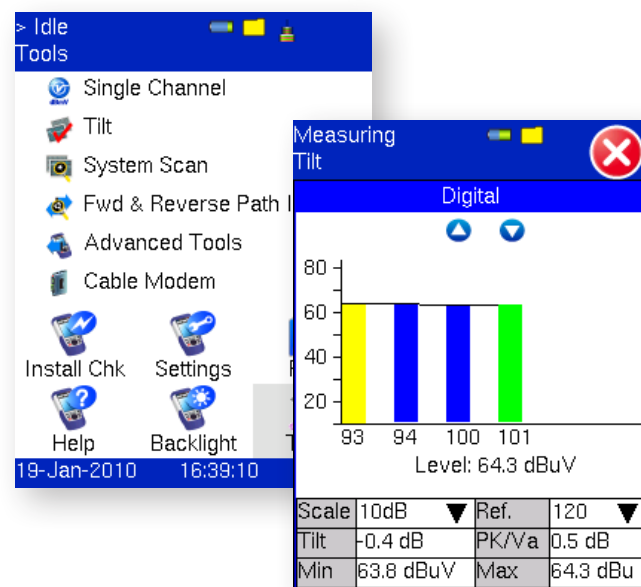 > Idle
Tools
Single Channel
Tilt
System Scan
Fwd & Reverse Path
Advanced Tools
Cable Modem
Install Chk Settings
Help Backlight
19-Jan-2010 16:39:10
Measuring
Tilt
Digital
80
60
40
20
93 94 100 101
Level: 64.3 dBuV
Scale 10dB Ref. 120
Tilt -0.4 dB PK/Va 0.5 dB
Min 63.8 dBuV Max 64.3 dBu